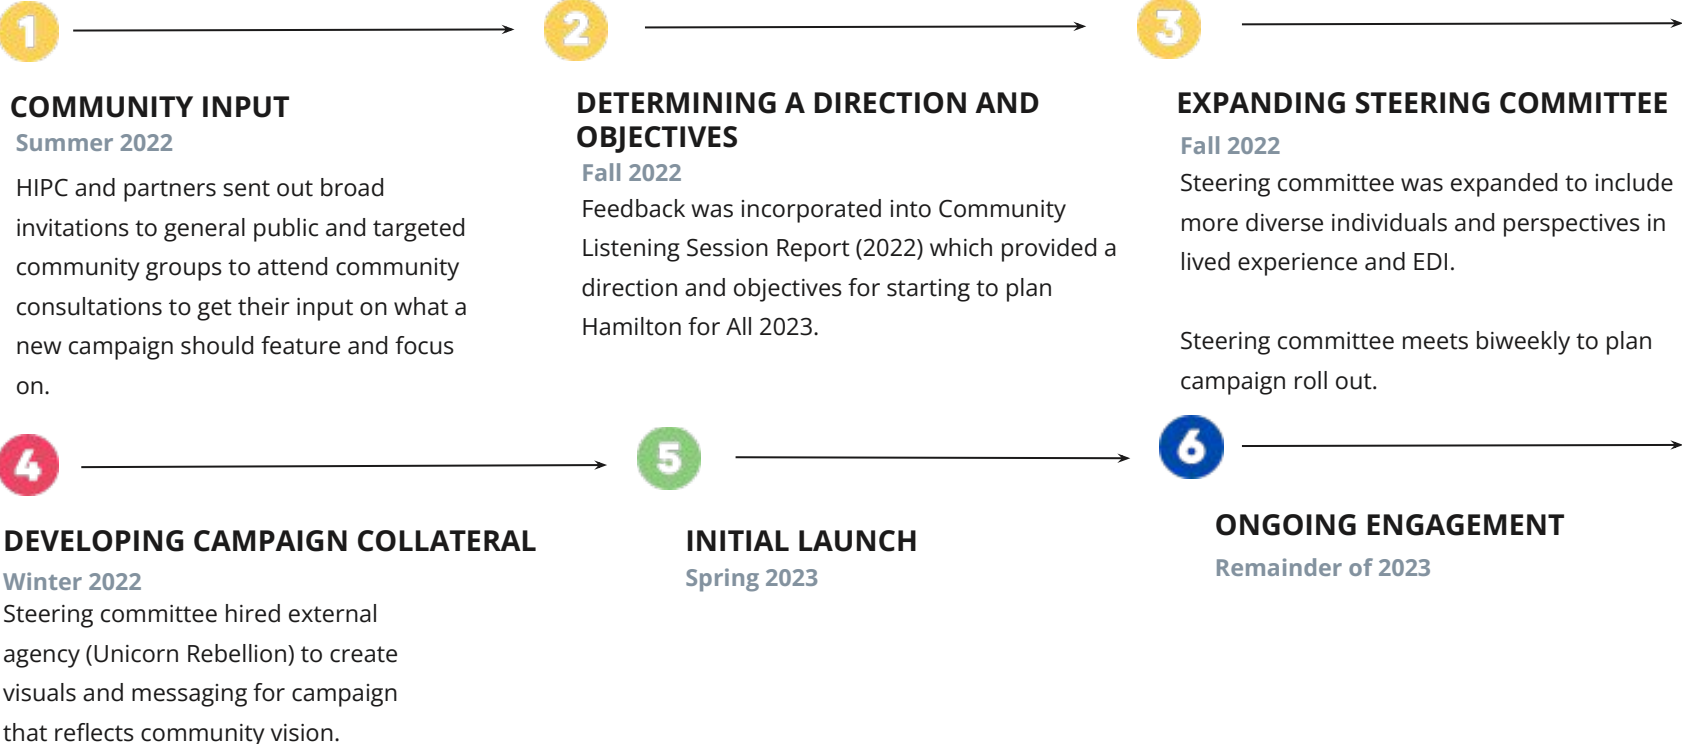 1
COMMUNITY INPUT
Summer 2022
HIPC and partners sent out broad
invitations to general public and targeted
community groups to attend community
consultations to get their input on what a
new campaign should feature and focus
on.
2
DETERMINING A DIRECTION AND
OBJECTIVES
Fall 2022
Feedback was incorporated into Community
Listening Session Report (2022) which provided a
direction and objectives for starting to plan
Hamilton for All 2023.
3
EXPANDING STEERING COMMITTEE
Fall 2022
Steering committee was expanded to include
more diverse individuals and perspectives in
lived experience and EDI.
Steering committee meets biweekly to plan
campaign roll out.
4
DEVELOPING CAMPAIGN COLLATERAL
Winter 2022
Steering committee hired external
agency (Unicorn Rebellion) to create
visuals and messaging for campaign
that reflects community vision.
5
INITIAL LAUNCH
Spring 2023
6
ONGOING ENGAGEMENT
Remainder of 2023